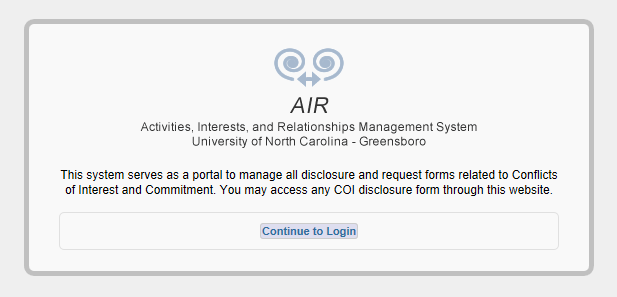 AIR
Activities, Interests, and Relationships Management System
University of North Carolina - Greensboro
This system serves as a portal to manage all disclosure and request forms related to Conflicts
of Interest and Commitment. You may access any COI disclosure form through this website.
Continue to Login